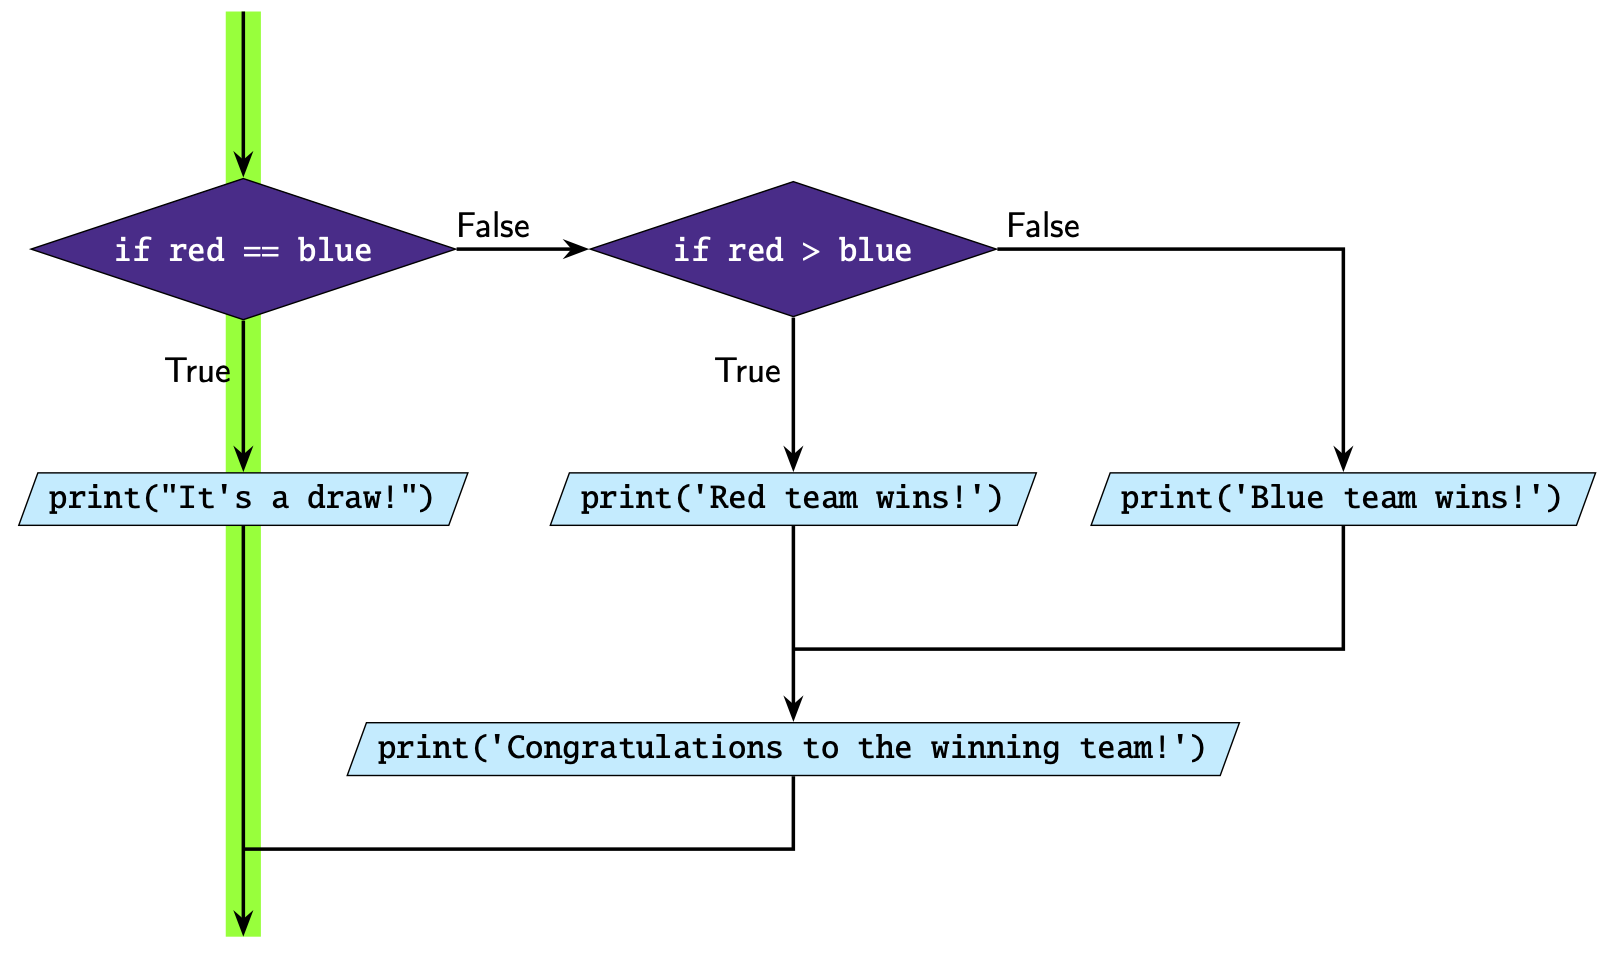 if red == blue
False
if red > blue
False
True
True
print("It's a draw!")
print('Red team wins!')
print('Blue team wins!')
print('Congratulations to the winning team!')